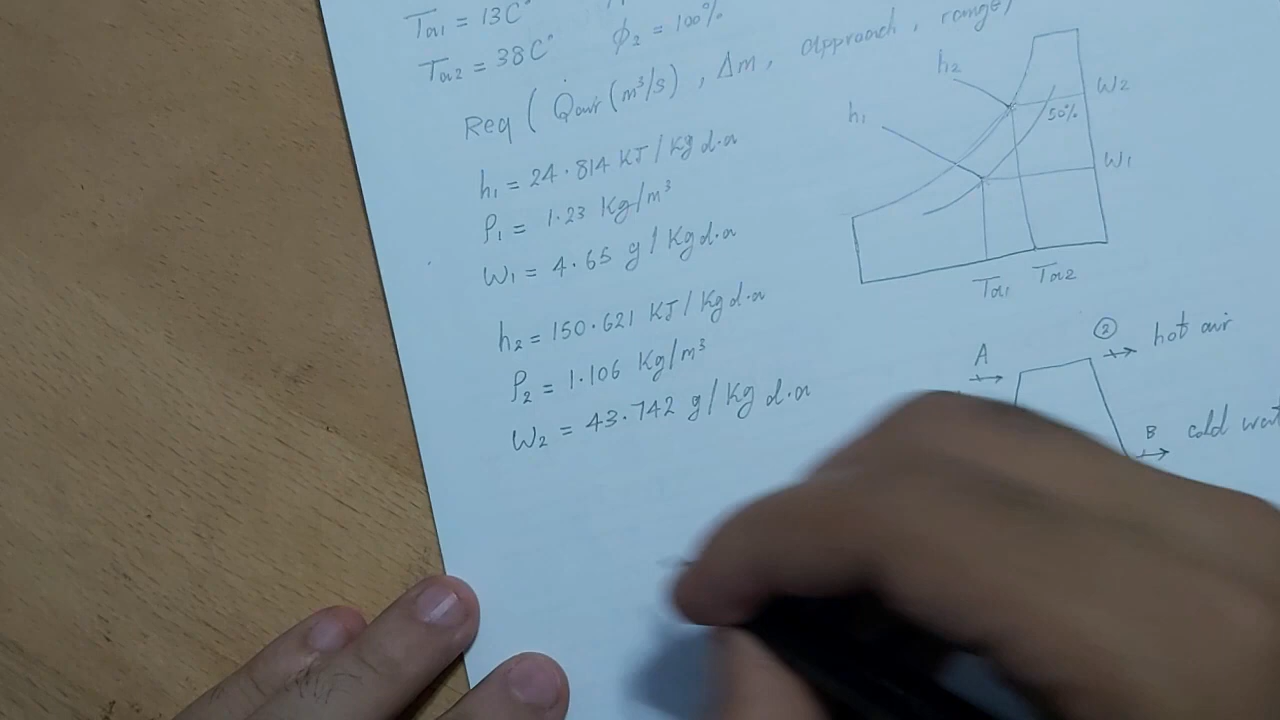 Ta1 = 13C°
Ta2 = 38C°
φ2 = 100%
Req ( Qair (m³/s) , Δm , approach , range)
h1 = 24.814 KJ/Kg d.a
ρ1 = 1.23 Kg/m³
W1 = 4.65 g/Kg d.a
h2 = 150.621 KJ/Kg d.a
ρ2 = 1.106 Kg/m³
W2 = 43.742 g/Kg d.a
h2
W2
h1
50%
W1
Ta1 Ta2
② hot air
A
B cold